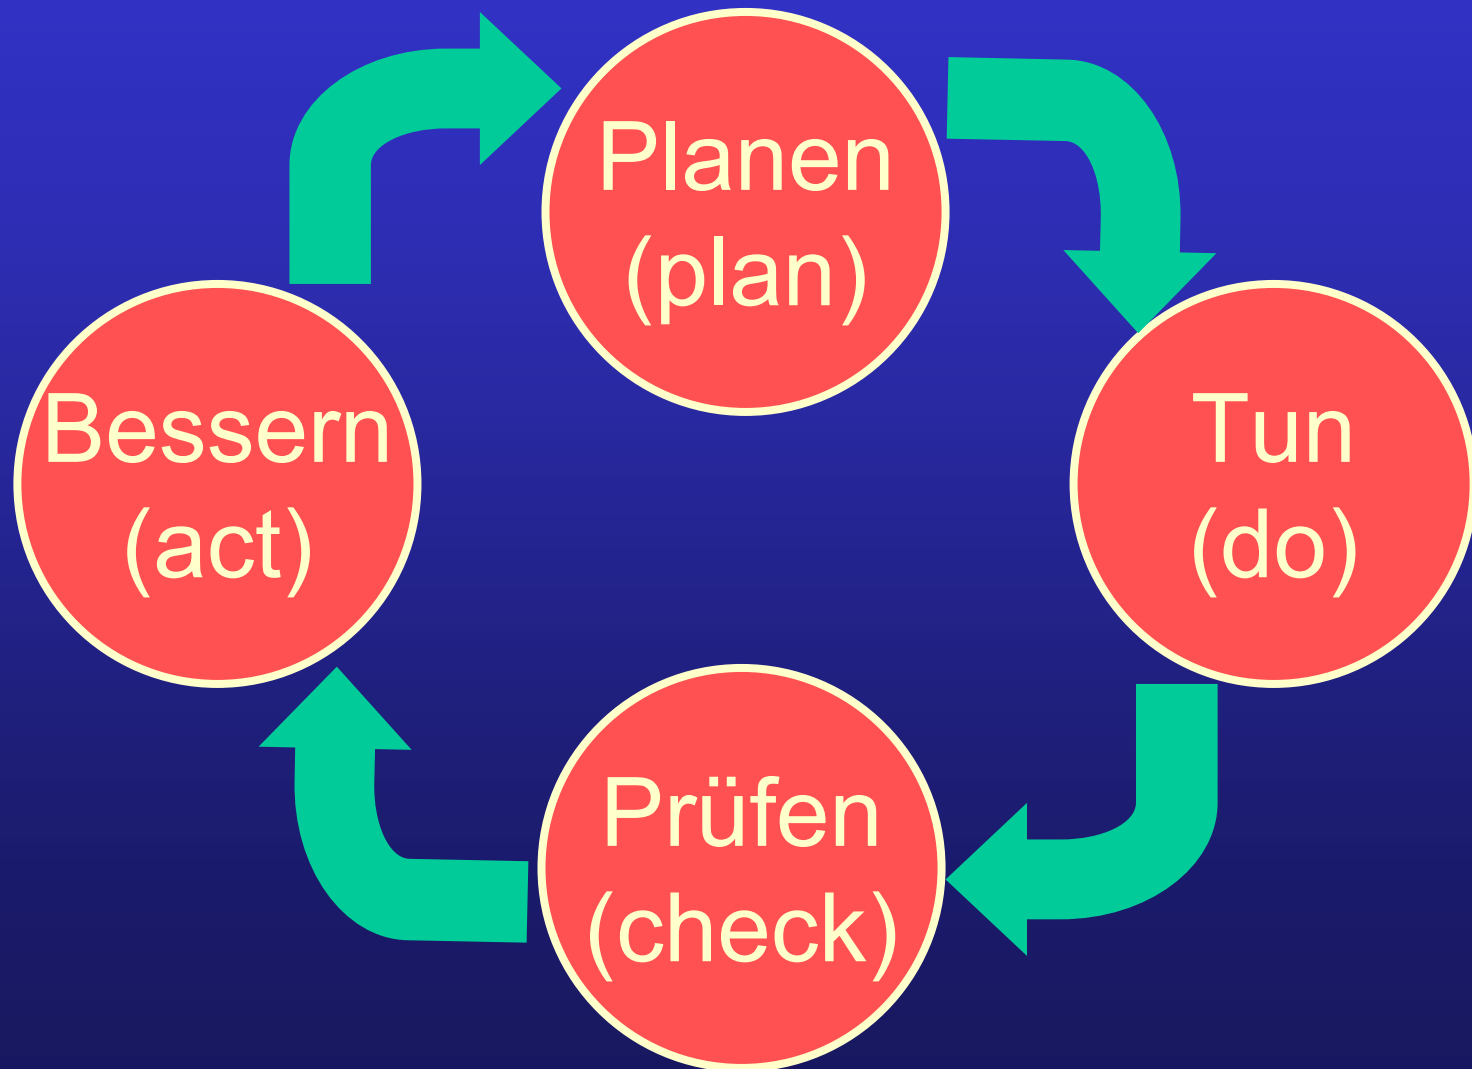 Planen
(plan)
Tun
(do)
Prüfen
(check)
Bessern
(act)